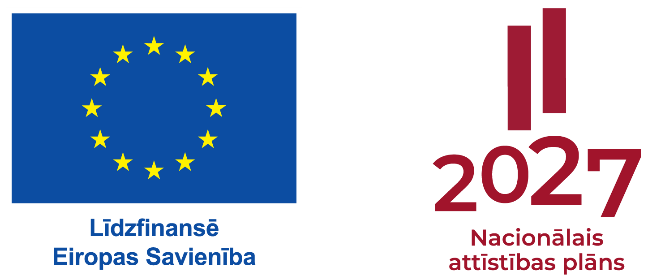 Līdzfinansē
Eiropas Savienība
2027
Nacionālais
attīstības plāns